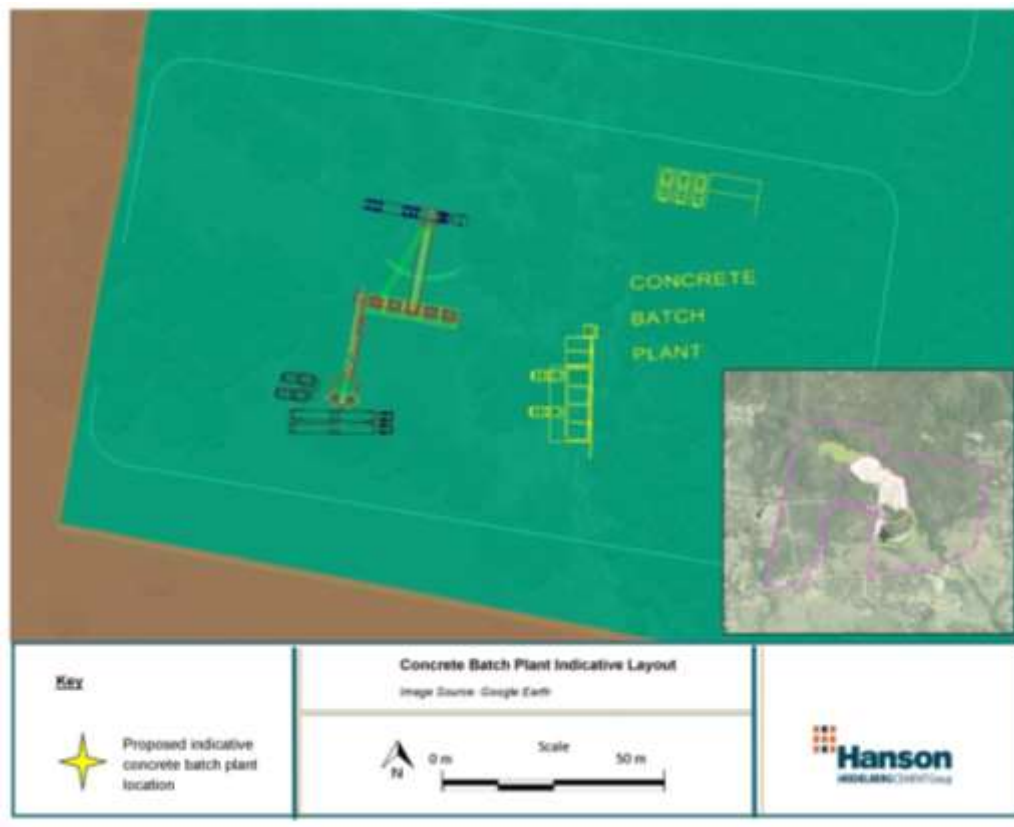 CONCRETE
BATCH
PLANT
Key
Proposed indicative
concrete batch plant
location
Concrete Batch Plant Indicative Layout
Image Source Google Earth
N
0 m
Scale
50 m
Hanson
HEIDELBERGCEMENTGroup